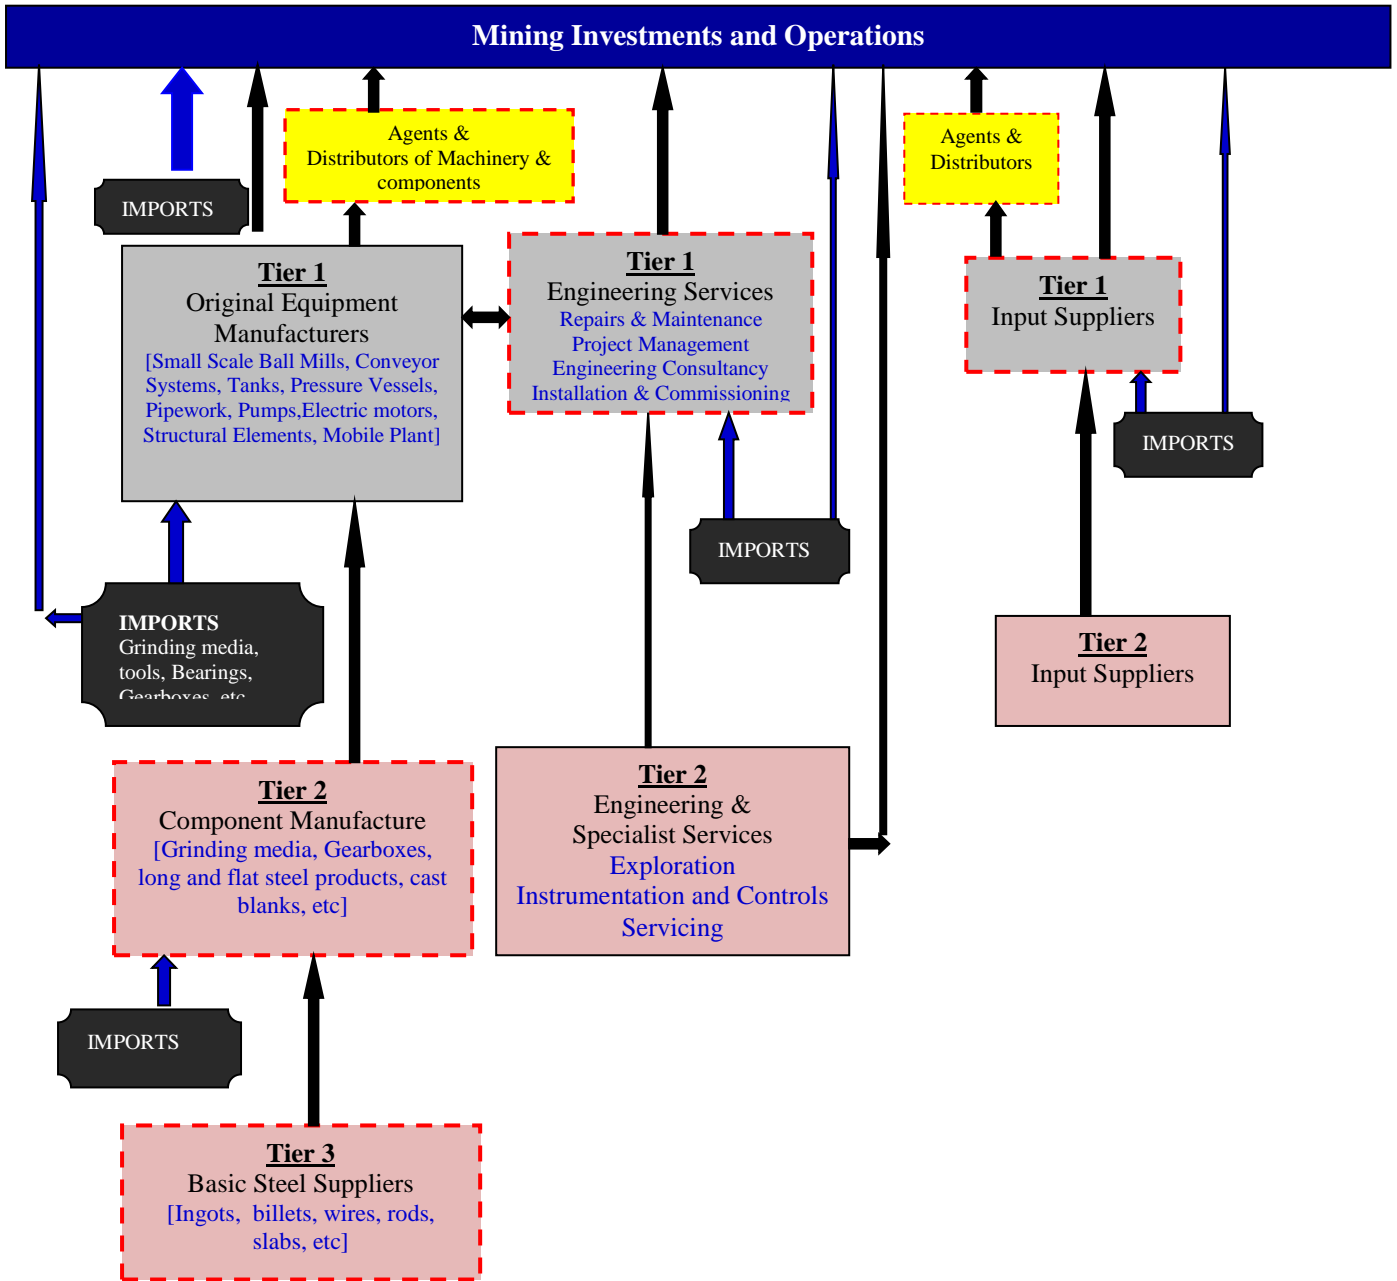 Mining Investments and Operations
Agents &
Distributors of Machinery &
components
Agents &
Distributors
IMPORTS
Tier 1
Original Equipment
Manufacturers
[Small Scale Ball Mills, Conveyor
Systems, Tanks, Pressure Vessels,
Pipework, Pumps,Electric motors,
Structural Elements, Mobile Plant]
Tier 1
Engineering Services
Repairs & Maintenance
Project Management
Engineering Consultancy
Installation & Commissioning
Tier 1
Input Suppliers
IMPORTS
IMPORTS
IMPORTS
Grinding media,
tools, Bearings,
Gearboxes, etc
Tier 2
Input Suppliers
Tier 2
Component Manufacture
[Grinding media, Gearboxes,
long and flat steel products, cast
blanks, etc]
Tier 2
Engineering &
Specialist Services
Exploration
Instrumentation and Controls
Servicing
IMPORTS
Tier 3
Basic Steel Suppliers
[Ingots, billets, wires, rods,
slabs, etc]